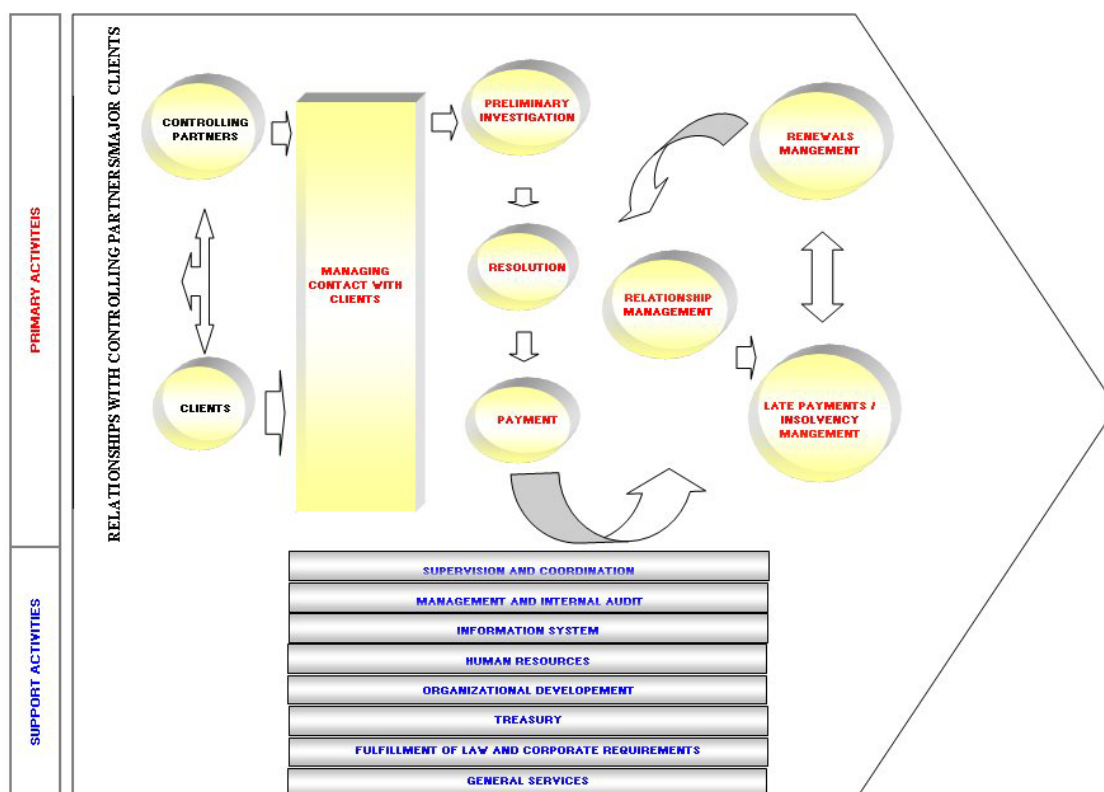 PRIMARY ACTIVITEIS
SUPPORT ACTIVITIES
RELATIONSHIPS WITH CONTROLLING PARTNERS/MAJOR CLIENTS
CONTROLLING
PARTNERS
CLIENTS
MANAGING
CONTACT WITH
CLIENTS
PRELIMINARY
INVESTIGATION
RESOLUTION
PAYMENT
RENEWALS
MANGEMENT
RELATIONSHIP
MANAGEMENT
LATE PAYMENTS /
INSOLVENCY
MANGEMENT
SUPERVISION AND COORDINATION
MANAGEMENT AND INTERNAL AUDIT
INFORMATION SYSTEM
HUMAN RESOURCES
ORGANIZATIONAL DEVELOPEMENT
TREASURY
FULFILLMENT OF LAW AND CORPORATE REQUIREMENTS
GENERAL SERVICES